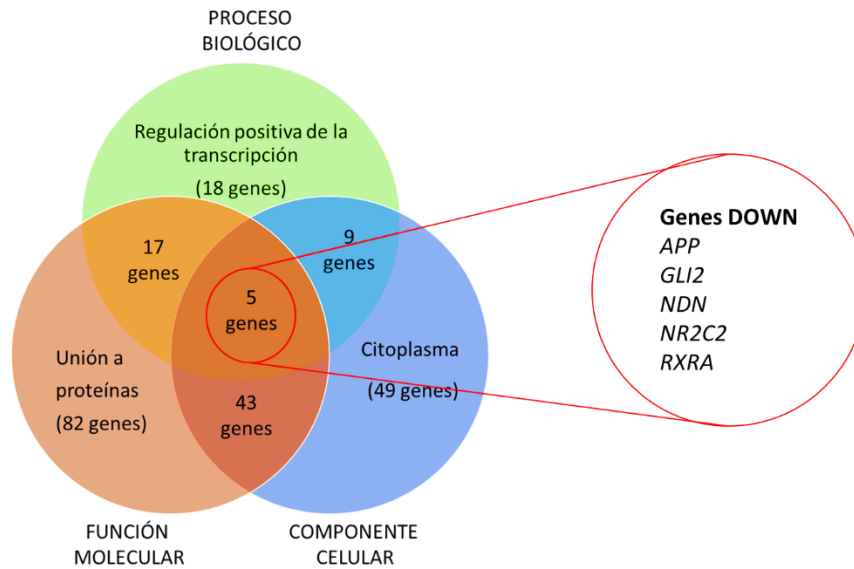 PROCESO
BIOLÓGICO
Regulación positiva de la
transcripción
(18 genes)
17
genes
9
genes
5
genes
Unión a
proteínas
(82 genes)
Citoplasma
(49 genes)
43
genes
FUNCIÓN
MOLECULAR
COMPONENTE
CELULAR
Genes DOWN
APP
GLI2
NDN
NR2C2
RXRA